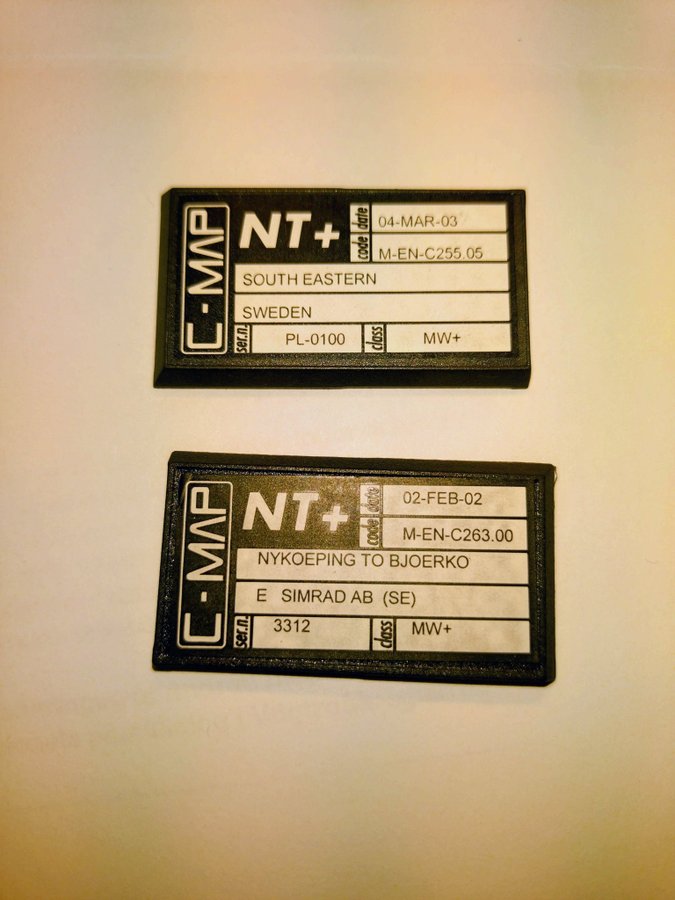 C-MAP
NT+
date 04-MAR-03
code M-EN-C255.05
SOUTH EASTERN
SWEDEN
ser.n. PL-0100 class MW+
C-MAP
NT+
date 02-FEB-02
code M-EN-C263.00
NYKOEPING TO BJOERKO
E SIMRAD AB (SE)
ser.n. 3312 class MW+